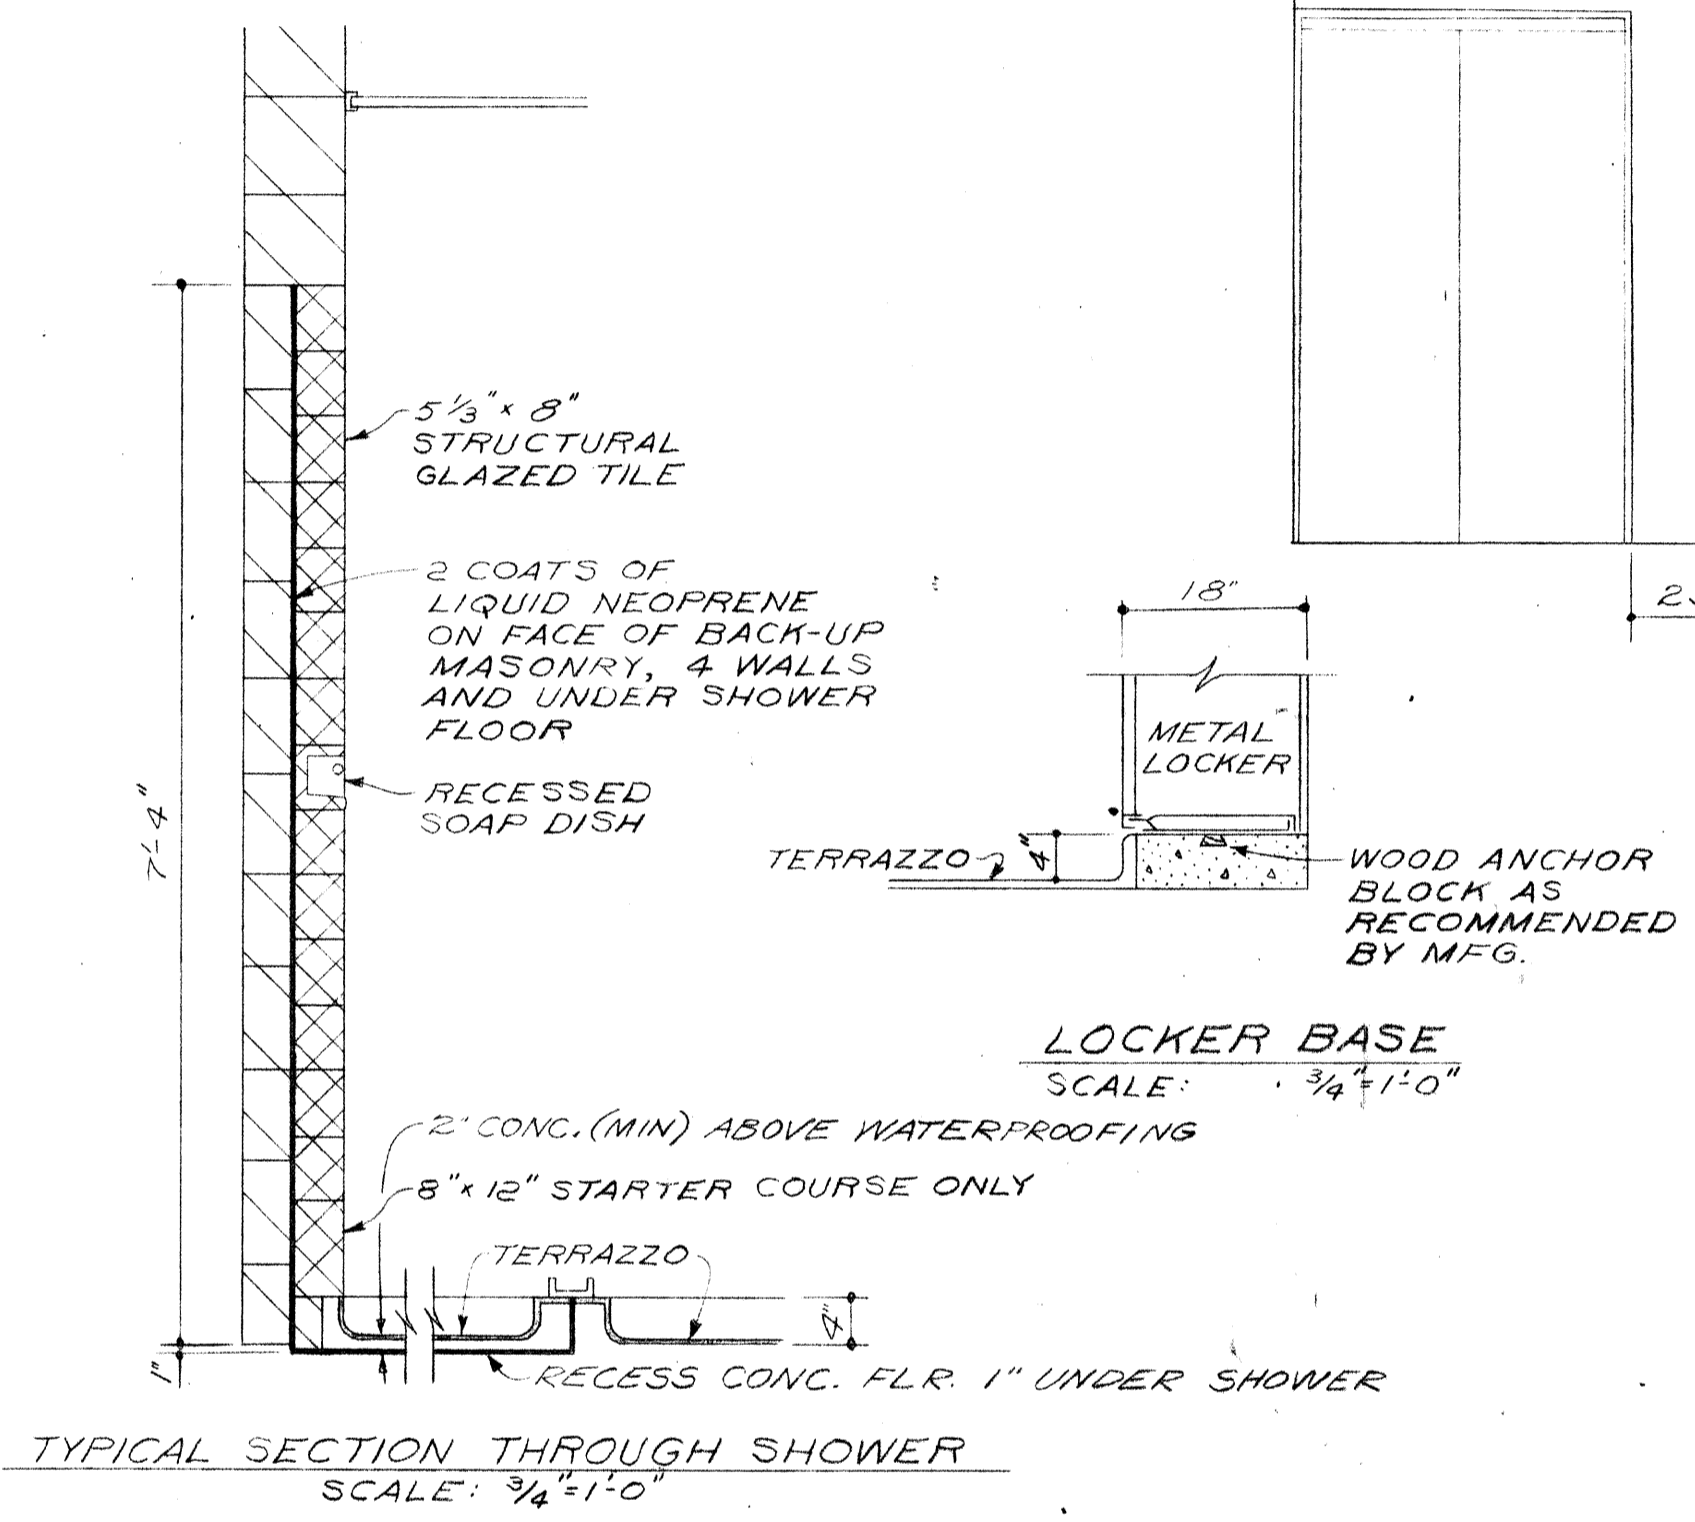 5 1/3" x 8"
STRUCTURAL
GLAZED TILE
2 COATS OF
LIQUID NEOPRENE
ON FACE OF BACK-UP
MASONRY, 4 WALLS
AND UNDER SHOWER
FLOOR
RECESSED
SOAP DISH
7'-4"
1"
2" CONC. (MIN) ABOVE WATERPROOFING
8" x 12" STARTER COURSE ONLY
TERRAZZO
4"
RECESS CONC. FLR. 1" UNDER SHOWER
TYPICAL SECTION THROUGH SHOWER
SCALE: 3/4"=1'-0"
18"
METAL
LOCKER
TERRAZZO
4"
WOOD ANCHOR
BLOCK AS
RECOMMENDED
BY MFG.
LOCKER BASE
SCALE: 3/4"=1'-0"